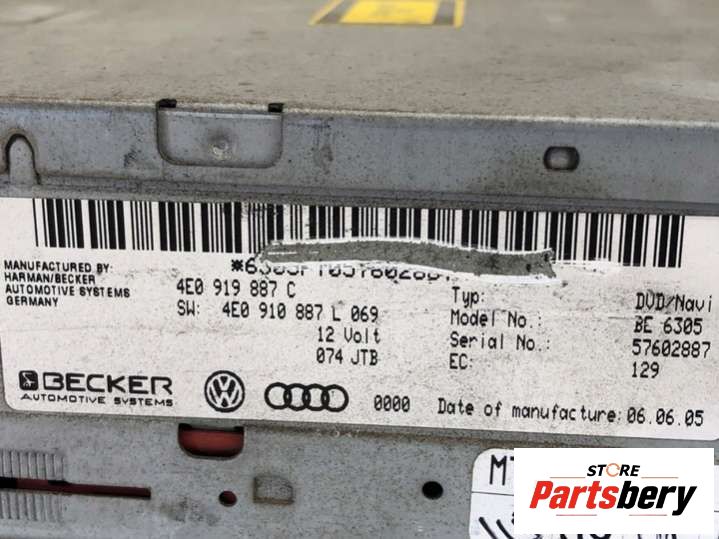 MANUFACTURED BY:
HARMAN/BECKER
AUTOMOTIVE SYSTEMS
GERMANY
4E0 919 887 C
SW: 4E0 910 887 L 069
12 Volt
074 JTB
Typ: DVD/Navi
Model No.: BE 6305
Serial No.: 57602887
EC: 129
BECKER
AUTOMOTIVE SYSTEMS
0000
Date of manufacture: 06.06.05
STORE
Partsbery